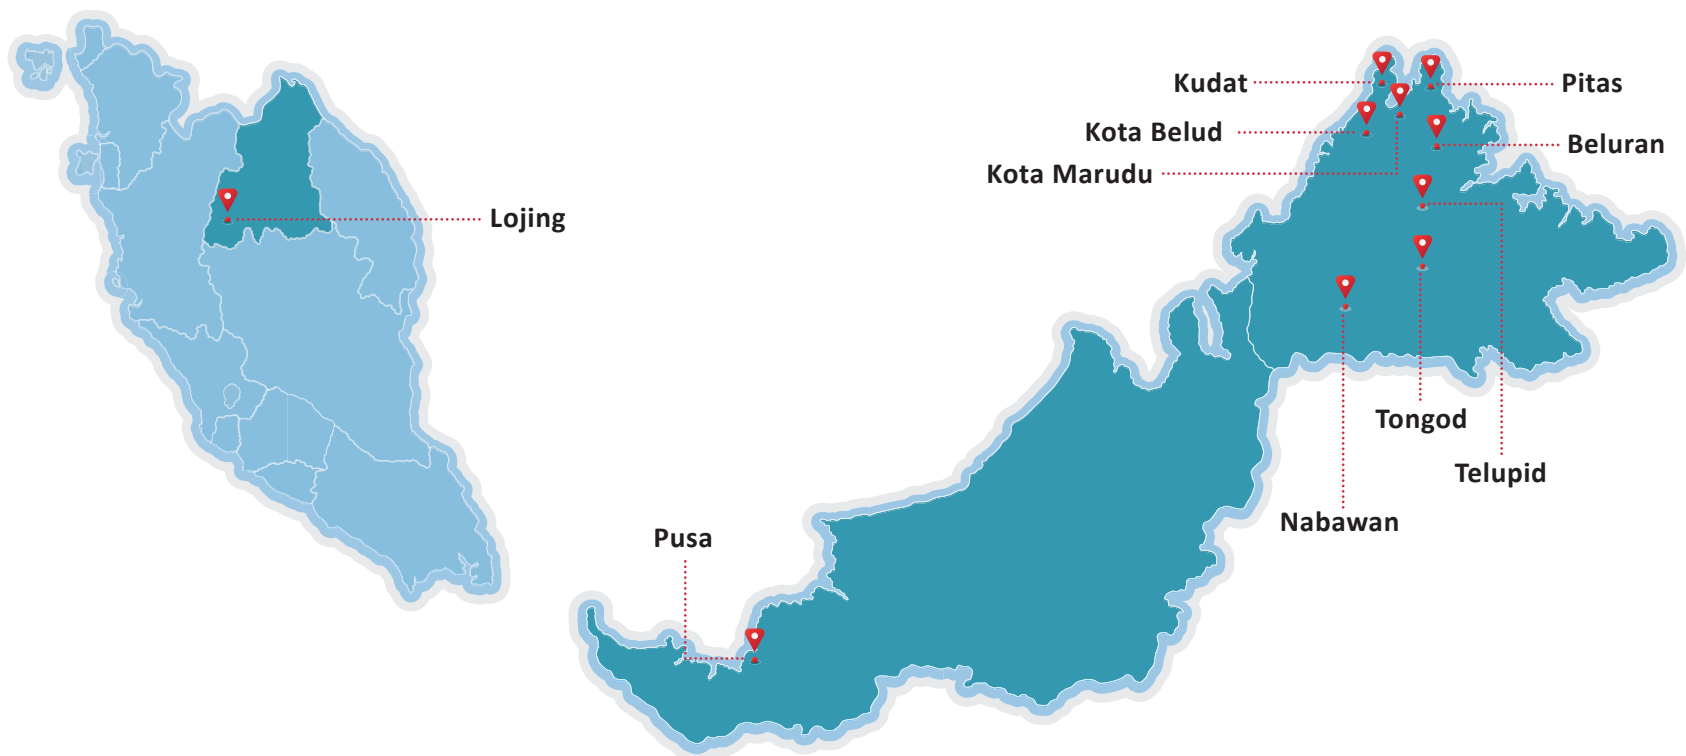 Kudat
Pitas
Kota Belud
Beluran
Kota Marudu
Lojing
Tongod
Telupid
Nabawan
Pusa